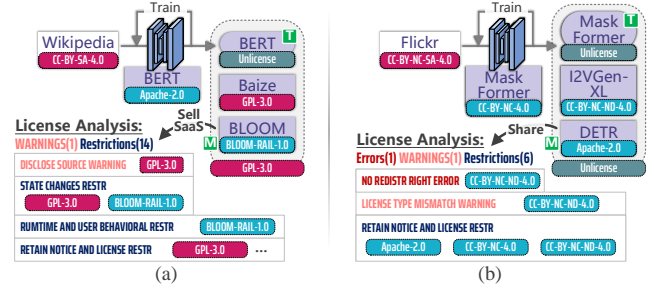 Train
Wikipedia
CC-BY-SA-4.0
BERT
Apache-2.0
BERT
T
Unlicense
Baize
GPL-3.0
BLOOM
BLOOM-RAIL-1.0
M
GPL-3.0
Sell
SaaS
License Analysis:
WARNINGS(1) Restrictions(14)
DISCLOSE SOURCE WARNING GPL-3.0
STATE CHANGES RESTR
GPL-3.0 BLOOM-RAIL-1.0
RUMTIME AND USER BEHAVIORAL RESTR BLOOM-RAIL-1.0
RETAIN NOTICE AND LICENSE RESTR GPL-3.0 ...
(a)
Train
Flickr
CC-BY-NC-SA-4.0
Mask
Former
CC-BY-NC-4.0
Mask
Former
T
Unlicense
I2VGen-
XL
CC-BY-NC-ND-4.0
DETR
Apache-2.0
M
Unlicense
Share
License Analysis:
Errors(1) WARNINGS(1) Restrictions(6)
NO REDISTR RIGHT ERROR CC-BY-NC-ND-4.0
LICENSE TYPE MISMATCH WARNING CC-BY-NC-ND-4.0
RETAIN NOTICE AND LICENSE RESTR
Apache-2.0 CC-BY-NC-4.0 CC-BY-NC-ND-4.0
(b)